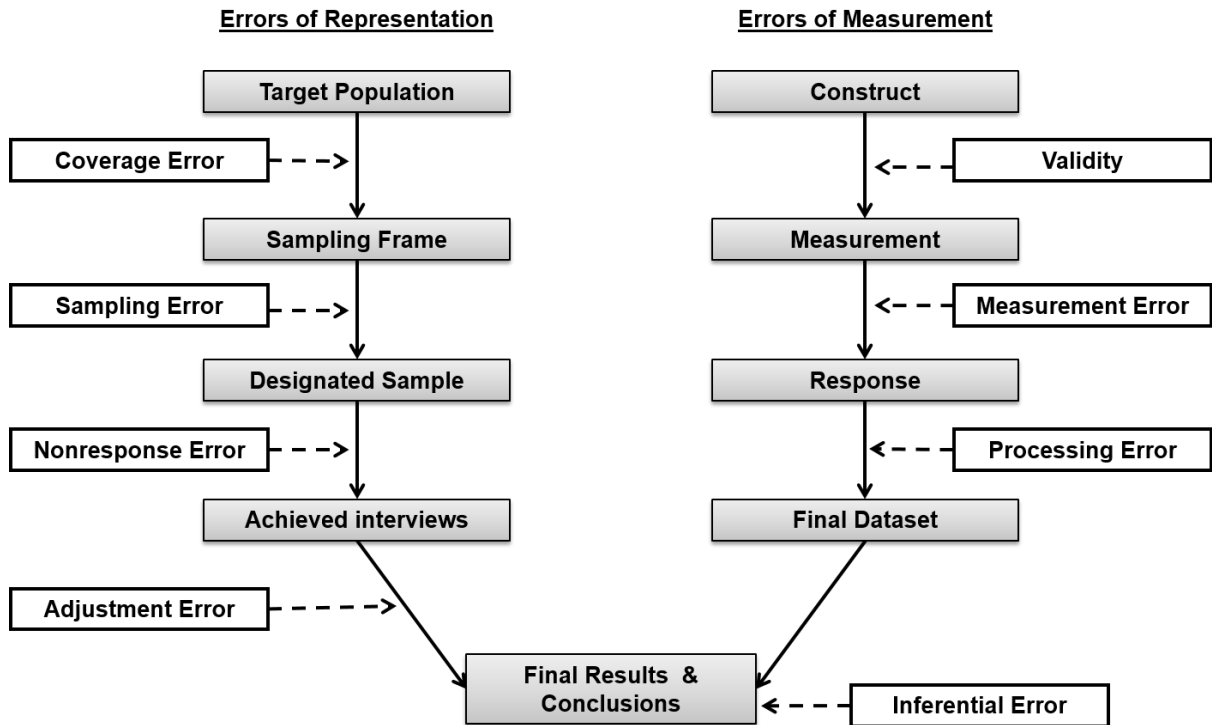 Errors of Representation
Errors of Measurement
Target Population
Construct
Coverage Error
Validity
Sampling Frame
Measurement
Sampling Error
Measurement Error
Designated Sample
Response
Nonresponse Error
Processing Error
Achieved interviews
Final Dataset
Adjustment Error
Final Results &
Conclusions
Inferential Error